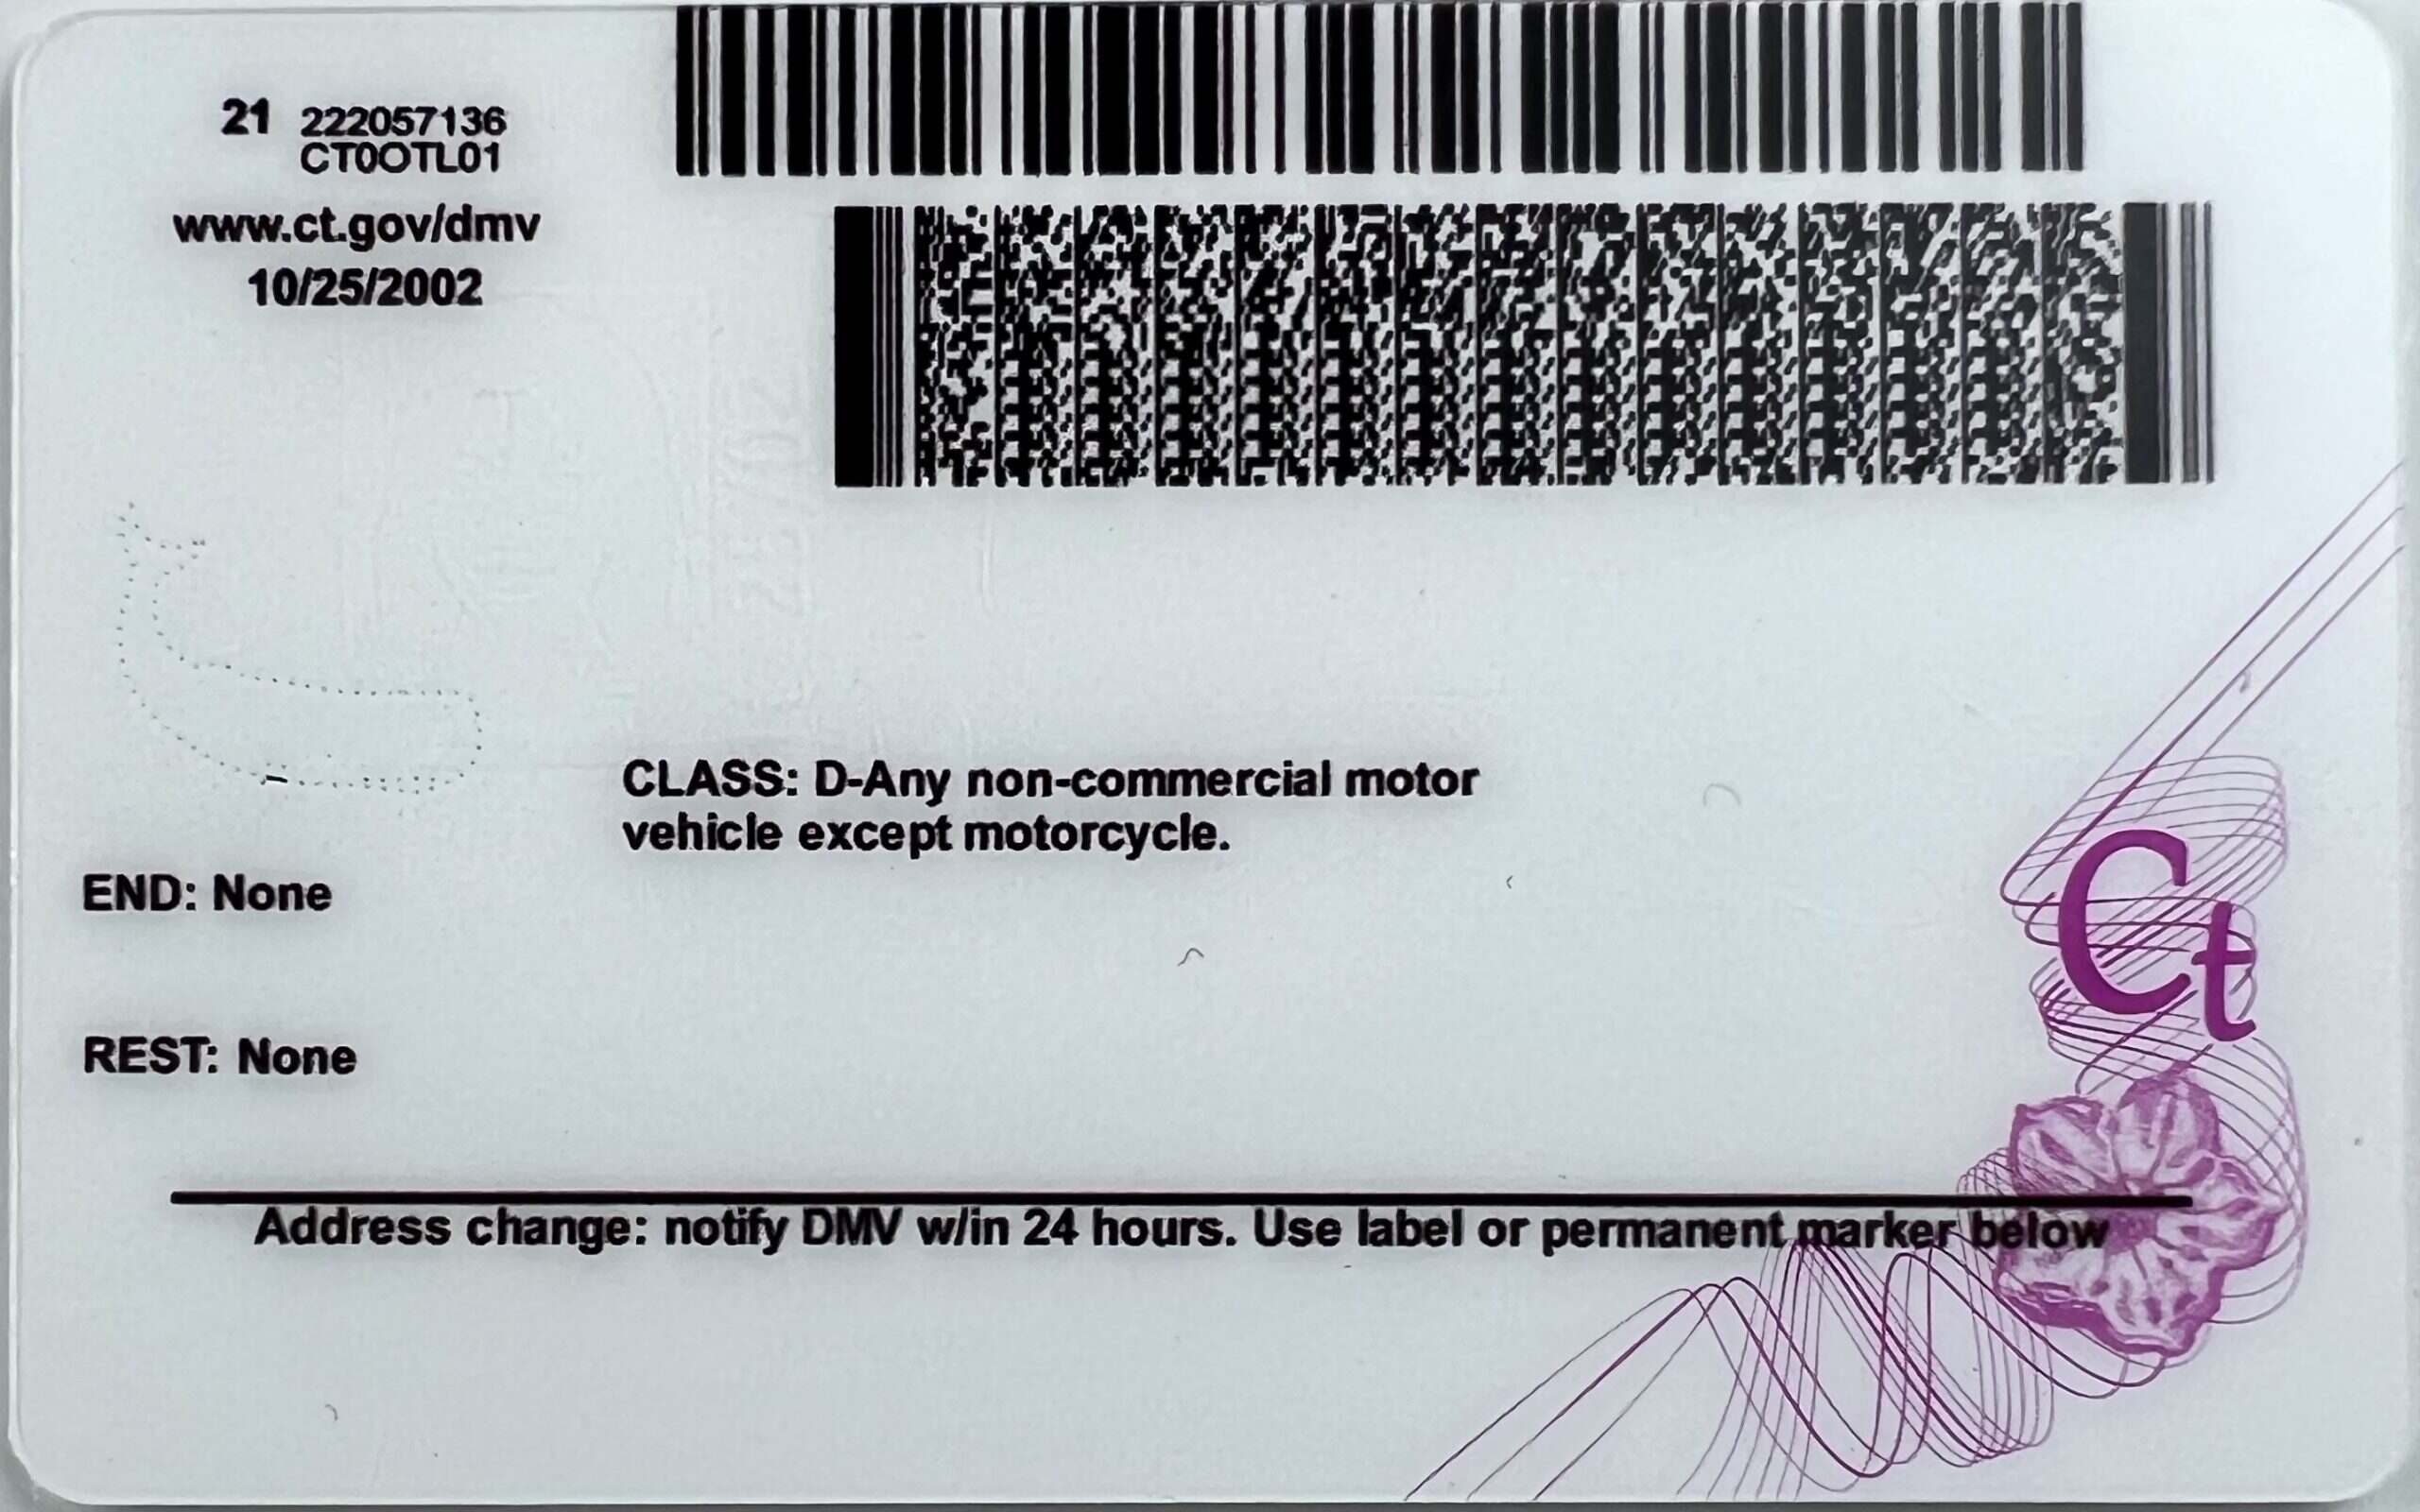 21 222057136
CT0OTL01
www.ct.gov/dmv
10/25/2002
CLASS: D-Any non-commercial motor
vehicle except motorcycle.
END: None
REST: None
Ct
Address change: notify DMV w/in 24 hours. Use label or permanent marker below